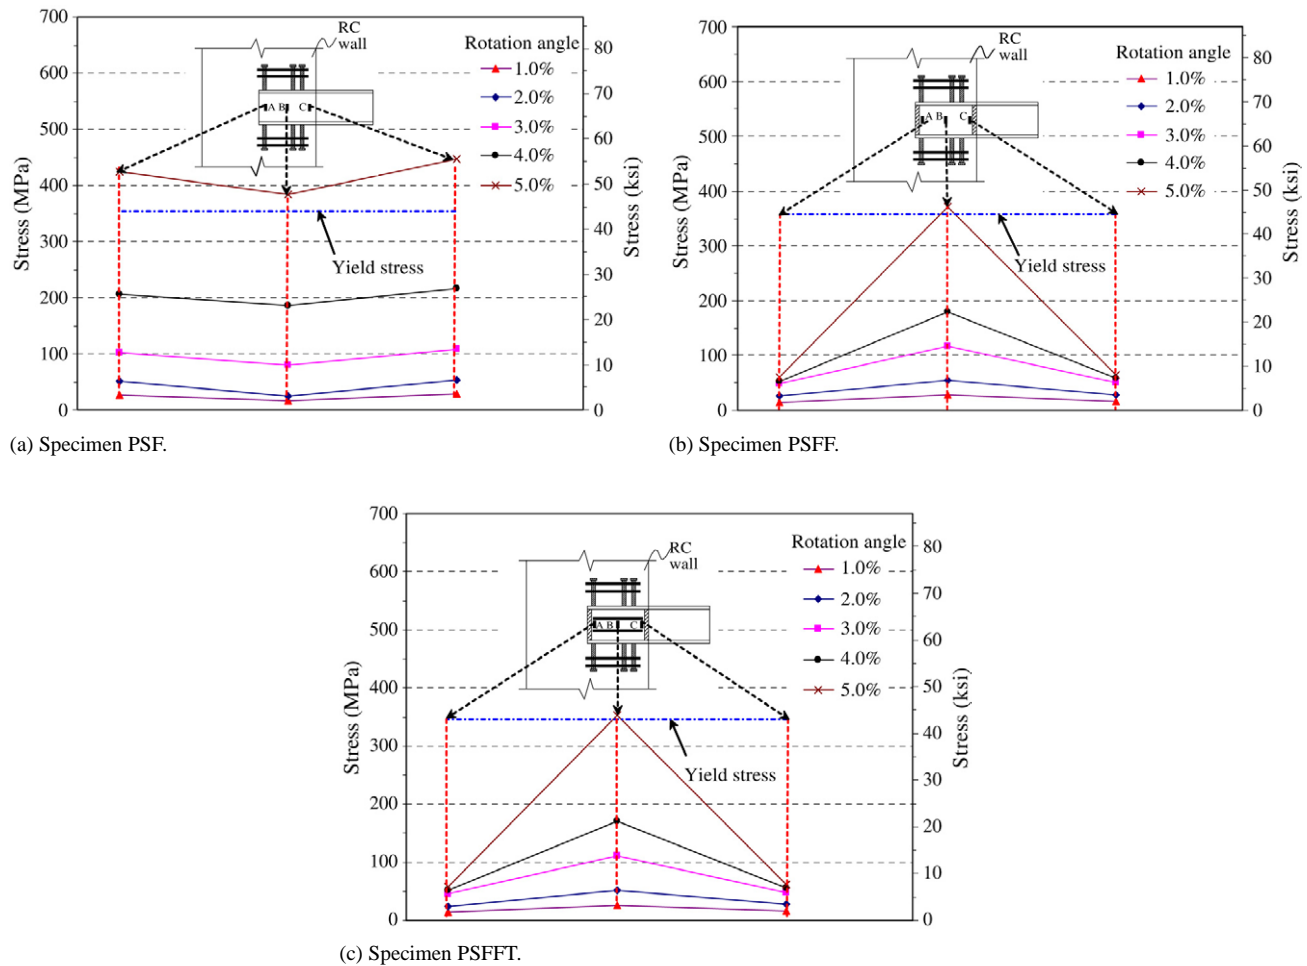 700
600
500
400
300
200
100
0
Stress (MPa)
RC
wall
A B C
Rotation angle
1.0%
2.0%
3.0%
4.0%
5.0%
Yield stress
80
70
60
50
40
30
20
10
0
Stress (ksi)
(a) Specimen PSF.
700
600
500
400
300
200
100
0
Stress (MPa)
RC
wall
A B C
Rotation angle
1.0%
2.0%
3.0%
4.0%
5.0%
Yield stress
80
70
60
50
40
30
20
10
0
Stress (ksi)
(b) Specimen PSFF.
700
600
500
400
300
200
100
0
Stress (MPa)
RC
wall
A B C
Rotation angle
1.0%
2.0%
3.0%
4.0%
5.0%
Yield stress
80
70
60
50
40
30
20
10
0
Stress (ksi)
(c) Specimen PSFFT.